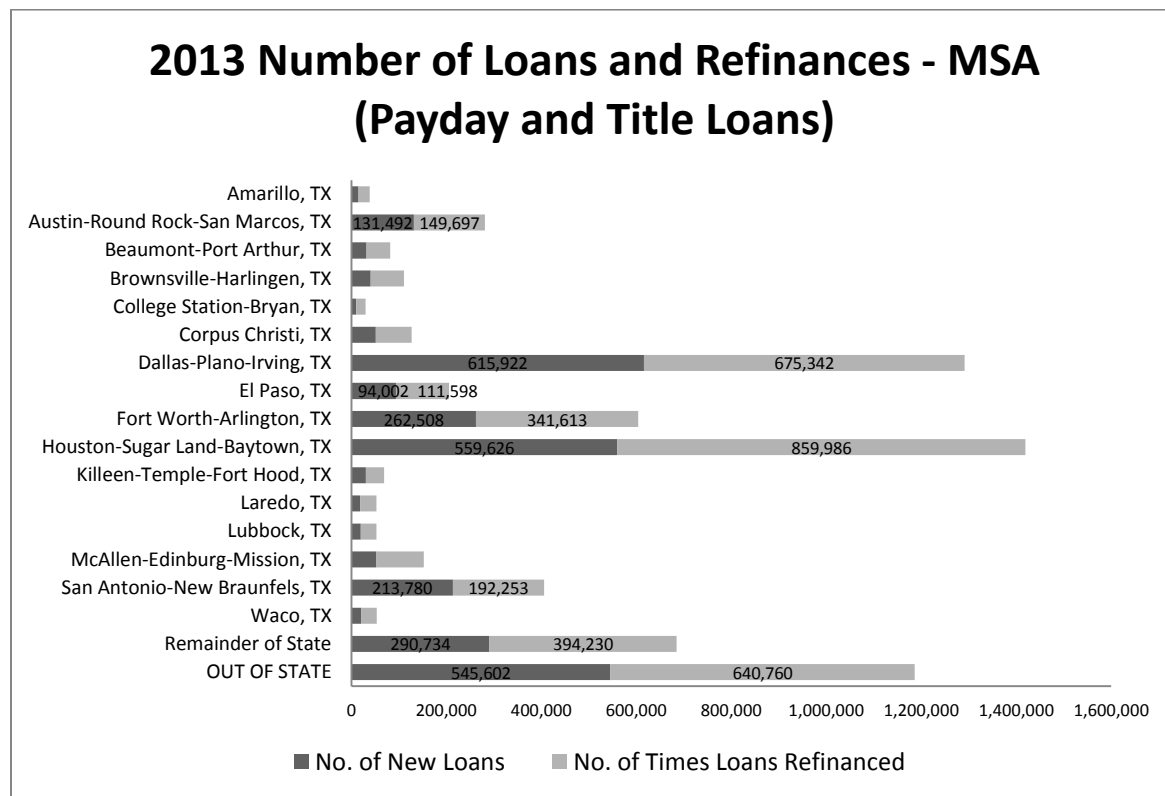 2013 Number of Loans and Refinances - MSA
(Payday and Title Loans)
Amarillo, TX
Austin-Round Rock-San Marcos, TX 131,492 149,697
Beaumont-Port Arthur, TX
Brownsville-Harlingen, TX
College Station-Bryan, TX
Corpus Christi, TX
Dallas-Plano-Irving, TX 615,922 675,342
El Paso, TX 94,002 111,598
Fort Worth-Arlington, TX 262,508 341,613
Houston-Sugar Land-Baytown, TX 559,626 859,986
Killeen-Temple-Fort Hood, TX
Laredo, TX
Lubbock, TX
McAllen-Edinburg-Mission, TX
San Antonio-New Braunfels, TX 213,780 192,253
Waco, TX
Remainder of State 290,734 394,230
OUT OF STATE 545,602 640,760
0 200,000 400,000 600,000 800,000 1,000,000 1,200,000 1,400,000 1,600,000
No. of New Loans No. of Times Loans Refinanced